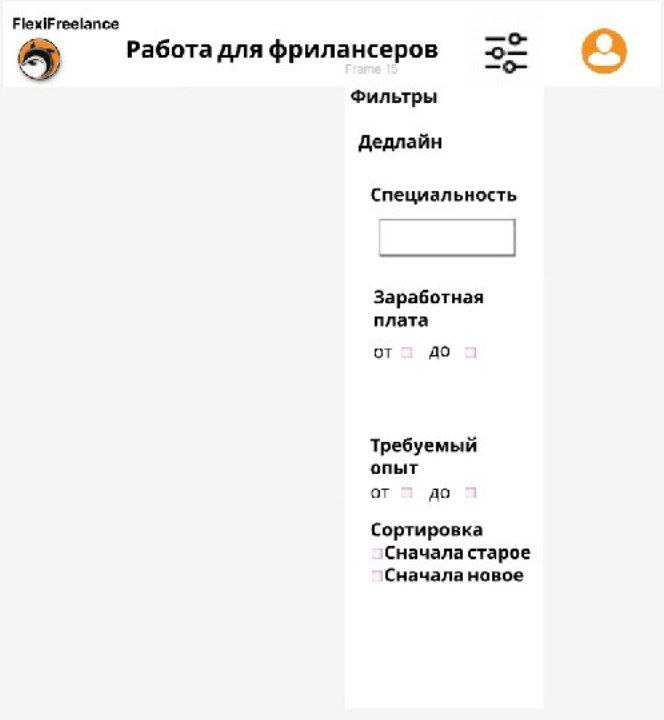 FlexiFreelance
Работа для фрилансеров
Frame 15
Фильтры
Дедлайн
Специальность
Заработная
плата
от до
Требуемый
опыт
от до
Сортировка
Сначала старое
Сначала новое